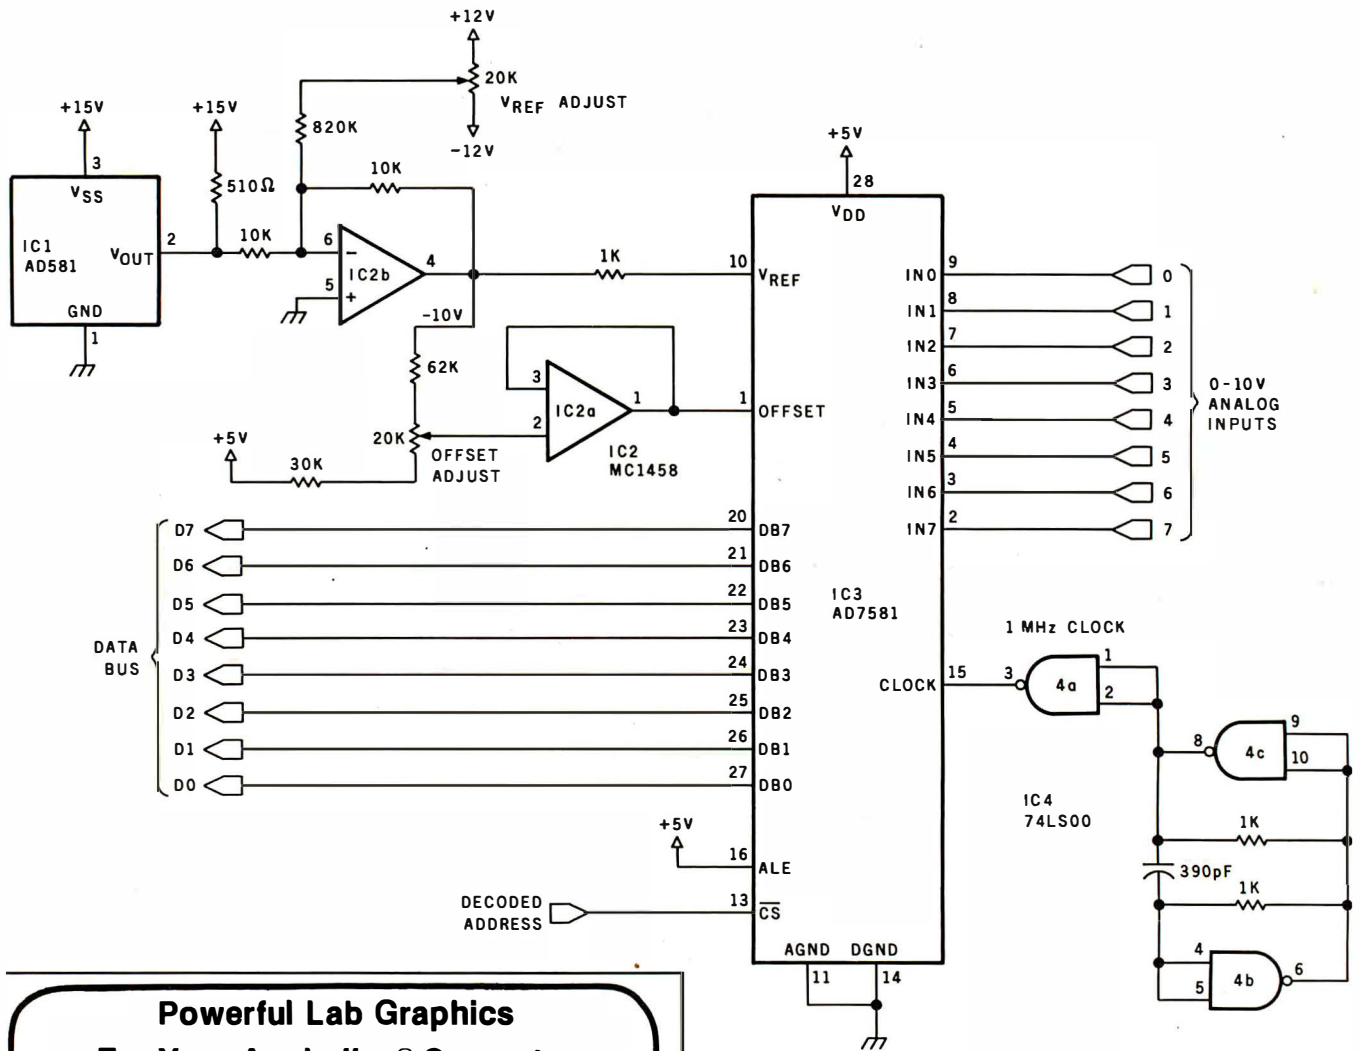 +12V
20K
VREF ADJUST
-12V
+15V
3
VSS
IC1
AD581
VOUT
2
GND
1
+15V
510Ω
10K
820K
10K
6
-
5
+
IC2b
4
-10V
1K
62K
20K
OFFSET
ADJUST
+5V
30K
3
2
IC2a
1
IC2
MC1458
+5V
28
VDD
10
VREF
1
OFFSET
IC3
AD7581
IN0 9 0
IN1 8 1
IN2 7 2
IN3 6 3
IN4 5 4
IN5 4 5
IN6 3 6
IN7 2 7
0-10V
ANALOG
INPUTS
DATA
BUS
D7 20 DB7
D6 21 DB6
D5 22 DB5
D4 23 DB4
D3 24 DB3
D2 25 DB2
D1 26 DB1
D0 27 DB0
+5V
16 ALE
DECODED
ADDRESS
13 CS
AGND DGND
11 14
CLOCK 15
1 MHz CLOCK
3 4a 1
2
8 4c 9
10
IC4
74LS00
1K
390pF
1K
4
5
4b 6
Powerful Lab Graphics